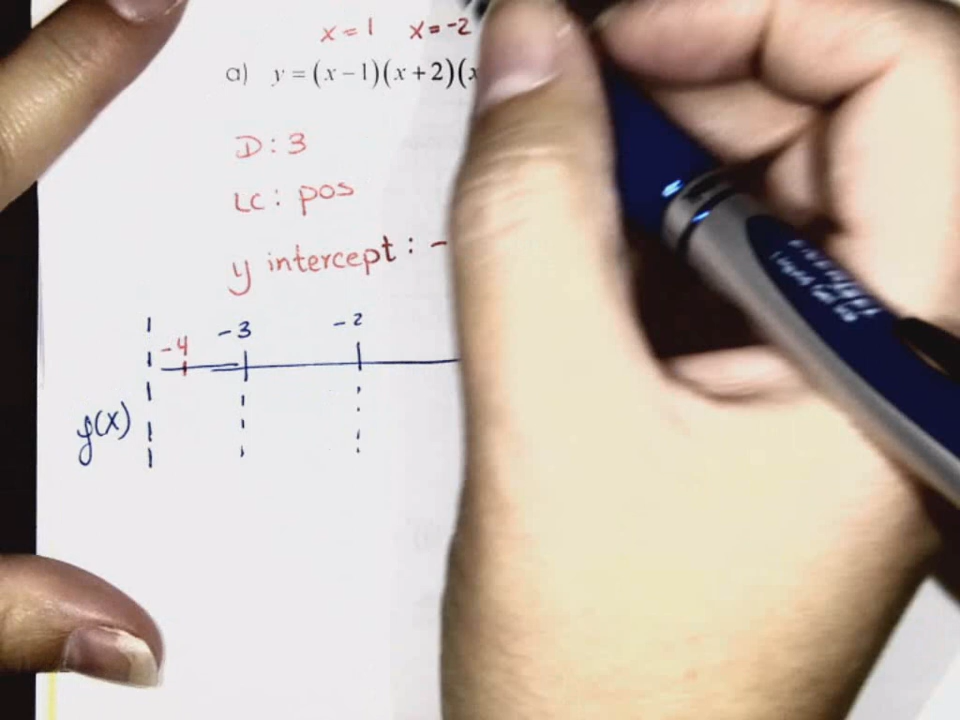 x=1 x=-2
a) y=(x-1)(x+2)(x
D: 3
LC: pos
y intercept: -
-4 -3 -2
f(x)